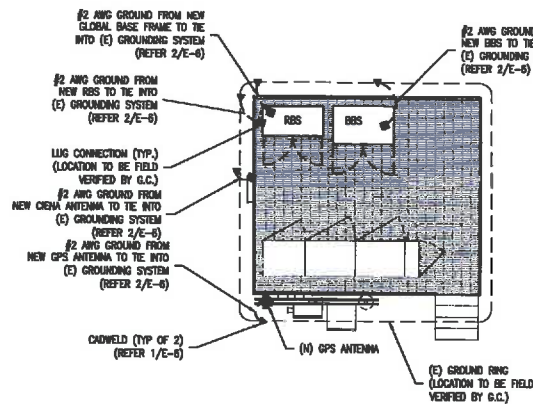 #2 AWG GROUND FROM NEW
GLOBAL BASE FRAME TO TIE
INTO (E) GROUNDING SYSTEM
(REFER 2/E-6)
#2 AWG GROUND FROM
NEW RBS TO TIE INTO
(E) GROUNDING SYSTEM
(REFER 2/E-6)
LUG CONNECTION (TYP.)
(LOCATION TO BE FIELD
VERIFIED BY G.C.)
#2 AWG GROUND FROM
NEW CIENA ANTENNA TO TIE INTO
(E) GROUNDING SYSTEM
(REFER 2/E-6)
#2 AWG GROUND FROM
NEW GPS ANTENNA TO TIE INTO
(E) GROUNDING SYSTEM
(REFER 2/E-6)
CADWELD (TYP OF 2)
(REFER 1/E-6)
#2 AWG GROUN
NEW BBS TO TIE
(E) GROUNDING
(REFER 2/E-6)
RBS
BBS
(N) GPS ANTENNA
(E) GROUND RING
(LOCATION TO BE FIELD
VERIFIED BY G.C.)